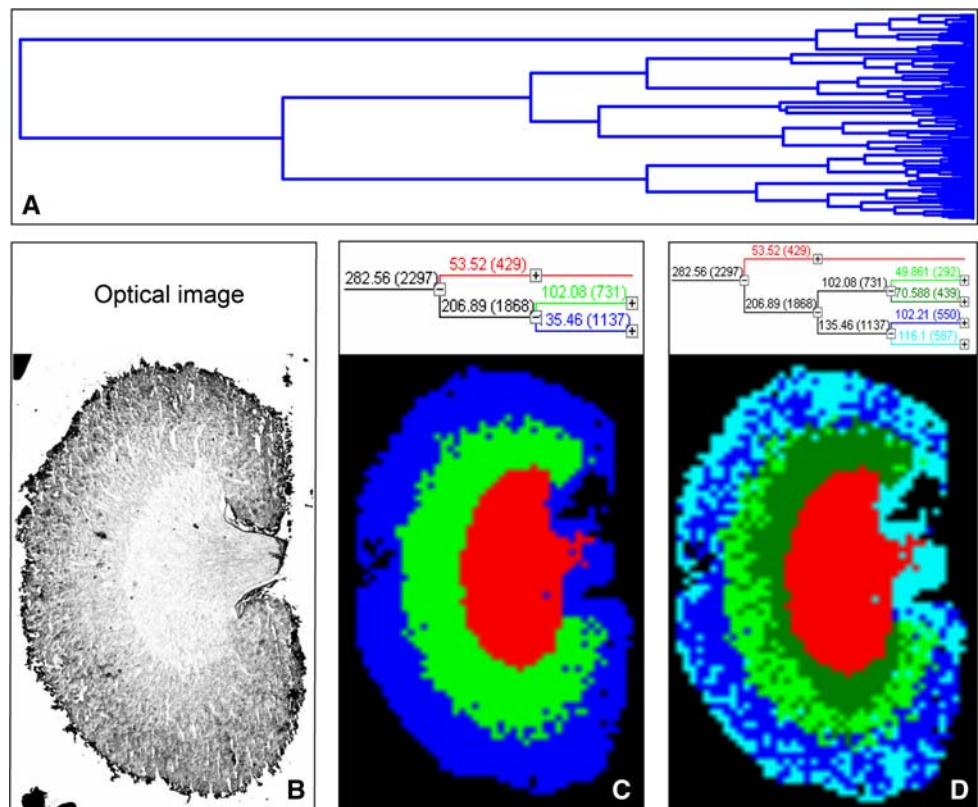 A
Optical image
B
53.52 (429)
282.56 (2297)
102.08 (731)
206.89 (1868)
35.46 (1137)
C
53.52 (429)
49.861 (292)
282.56 (2297)
102.08 (731)
70.588 (439)
206.89 (1868)
102.21 (550)
135.46 (1137)
116.1 (587)
D